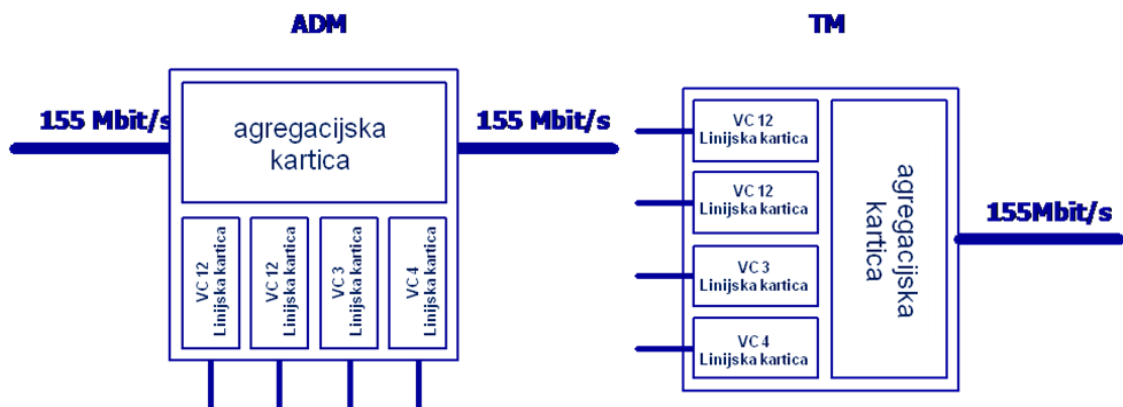 ADM
155 Mbit/s
agregacijska
kartica
155 Mbit/s
VC 12
Linijska kartica
VC 12
Linijska kartica
VC 3
Linijska kartica
VC 4
Linijska kartica
TM
VC 12
Linijska kartica
VC 12
Linijska kartica
VC 3
Linijska kartica
VC 4
Linijska kartica
agregacijska
kartica
155Mbit/s